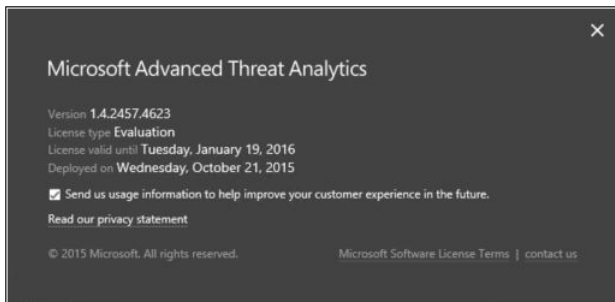 Microsoft Advanced Threat Analytics
Version 1.4.2457.4623
License type Evaluation
License valid until Tuesday, January 19, 2016
Deployed on Wednesday, October 21, 2015
Send us usage information to help improve your customer experience in the future.
Read our privacy statement
© 2015 Microsoft. All rights reserved. Microsoft Software License Terms | contact us